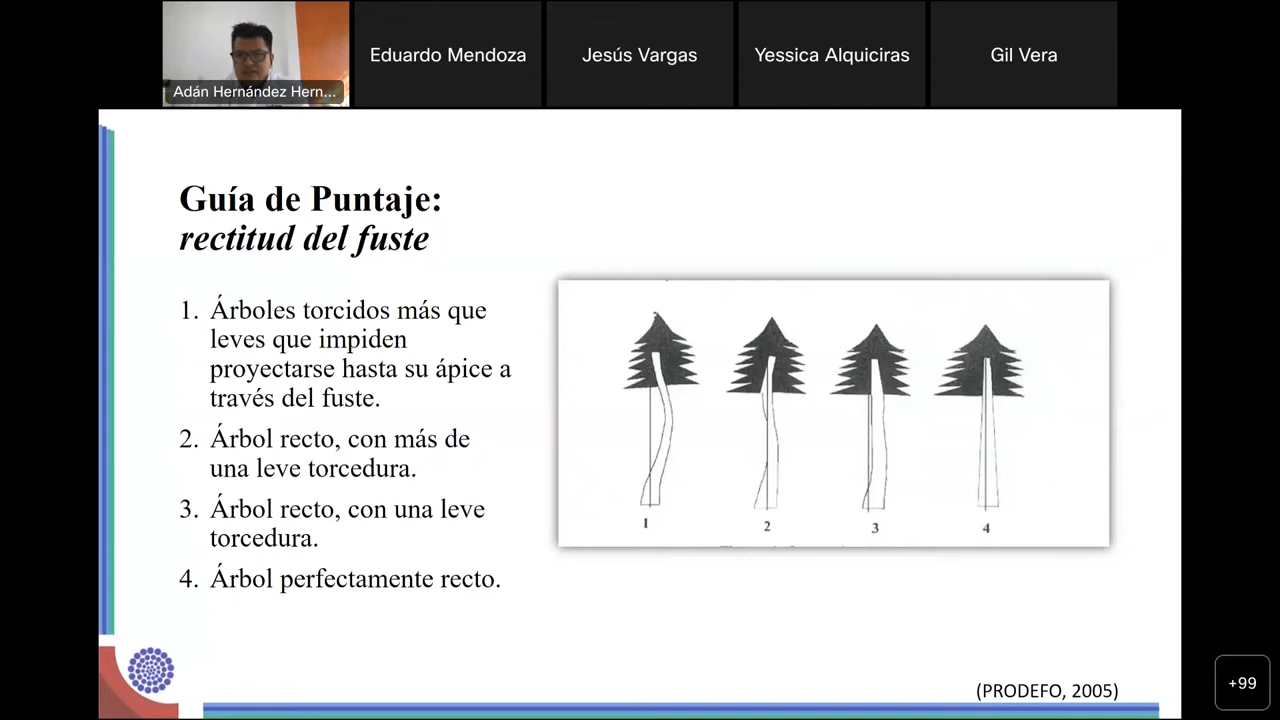 Adán Hernández Hern...
Eduardo Mendoza
Jesús Vargas
Yessica Alquiciras
Gil Vera
Guía de Puntaje:
rectitud del fuste
1. Árboles torcidos más que
leves que impiden
proyectarse hasta su ápice a
través del fuste.
2. Árbol recto, con más de
una leve torcedura.
3. Árbol recto, con una leve
torcedura.
4. Árbol perfectamente recto.
1
2
3
4
(PRODEFO, 2005)
+99